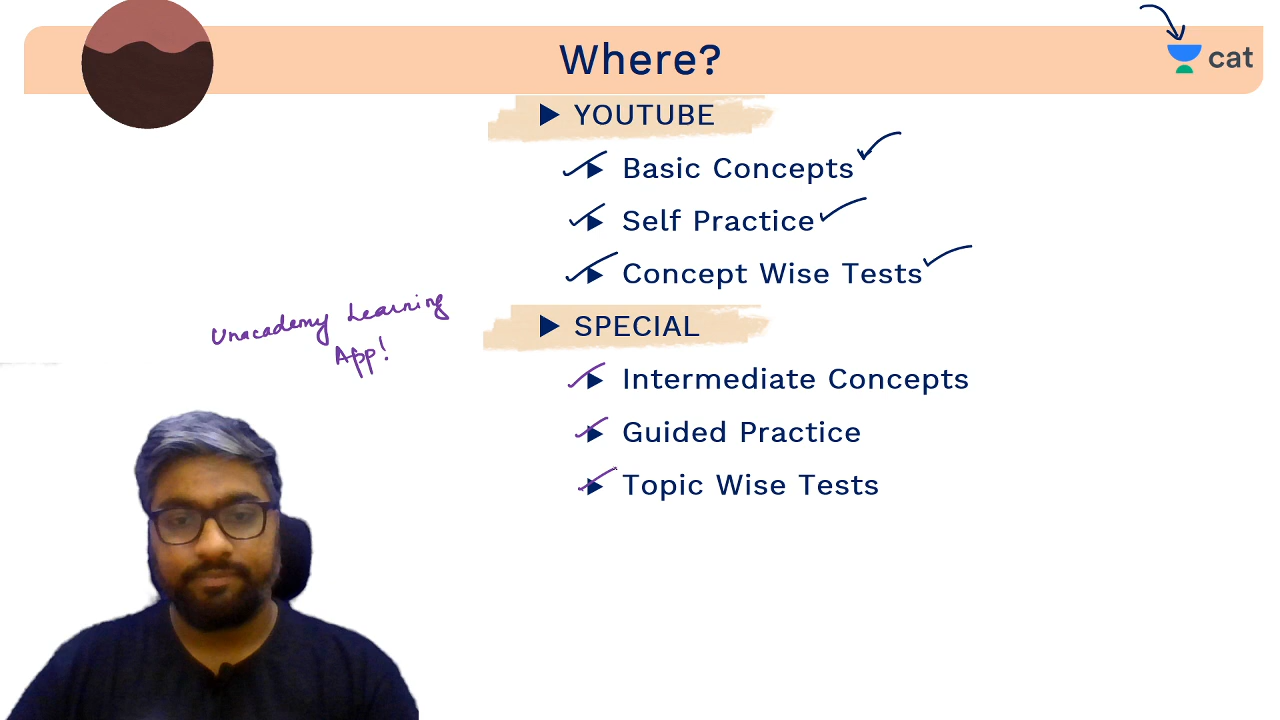 Where?
cat
YOUTUBE
Basic Concepts
Self Practice
Concept Wise Tests
Unacademy Learning
App!
SPECIAL
Intermediate Concepts
Guided Practice
Topic Wise Tests